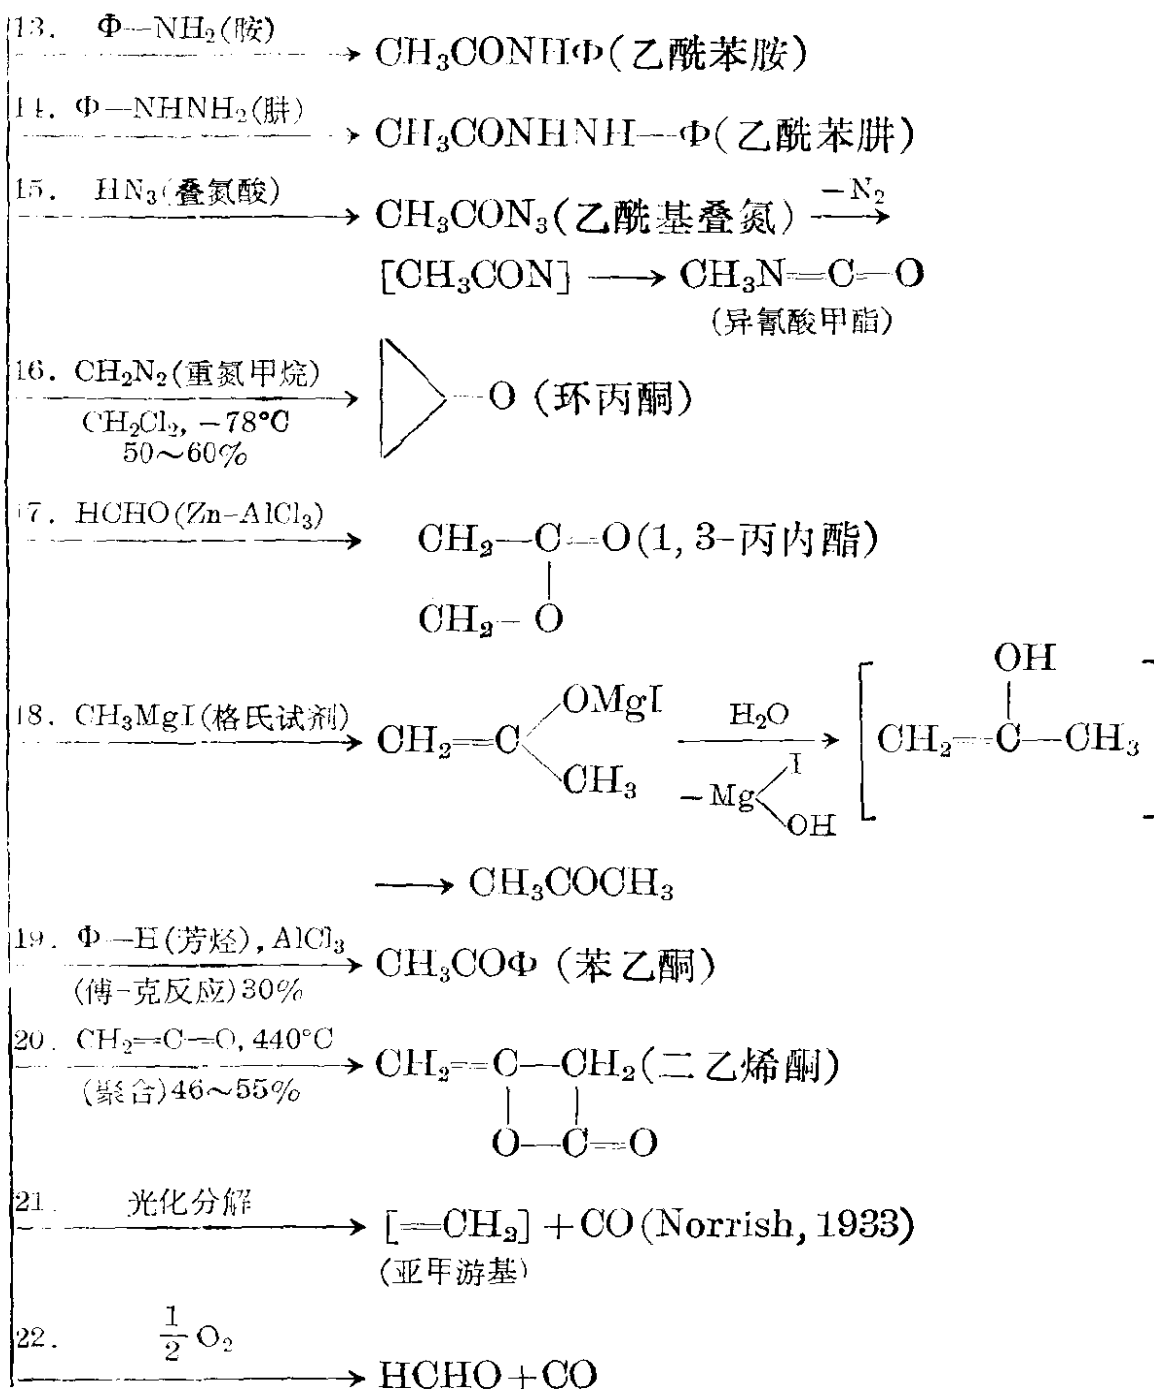 13. Φ—NH₂(胺)
CH₃CONHΦ(乙酰苯胺)
14. Φ—NHNH₂(肼)
CH₃CONHNH—Φ(乙酰苯肼)
15. HN₃(叠氮酸)
CH₃CON₃(乙酰基叠氮) —N₂ →
[CH₃CON] → CH₃N=C=O
(异氰酸甲酯)
16. CH₂N₂(重氮甲烷)
CH₂Cl₂, −78°C
50～60%
=O (环丙酮)
17. HCHO(Zn-AlCl₃)
CH₂—C=O(1, 3-丙内酯)
CH₂—O
18. CH₃MgI(格氏试剂)
OMgI
CH₂=C
CH₃
H₂O
−Mg
I
OH
OH
CH₂=C—CH₃
→ CH₃COCH₃
19. Φ—H(芳烃), AlCl₃
(傅-克反应)30%
CH₃COΦ (苯乙酮)
20. CH₂=C=O, 440°C
(聚合)46～55%
CH₂=C—CH₂(二乙烯酮)
O—C=O
21. 光化分解
[=CH₂]+CO(Norrish, 1933)
(亚甲游基)
22. 1/2 O₂
HCHO+CO